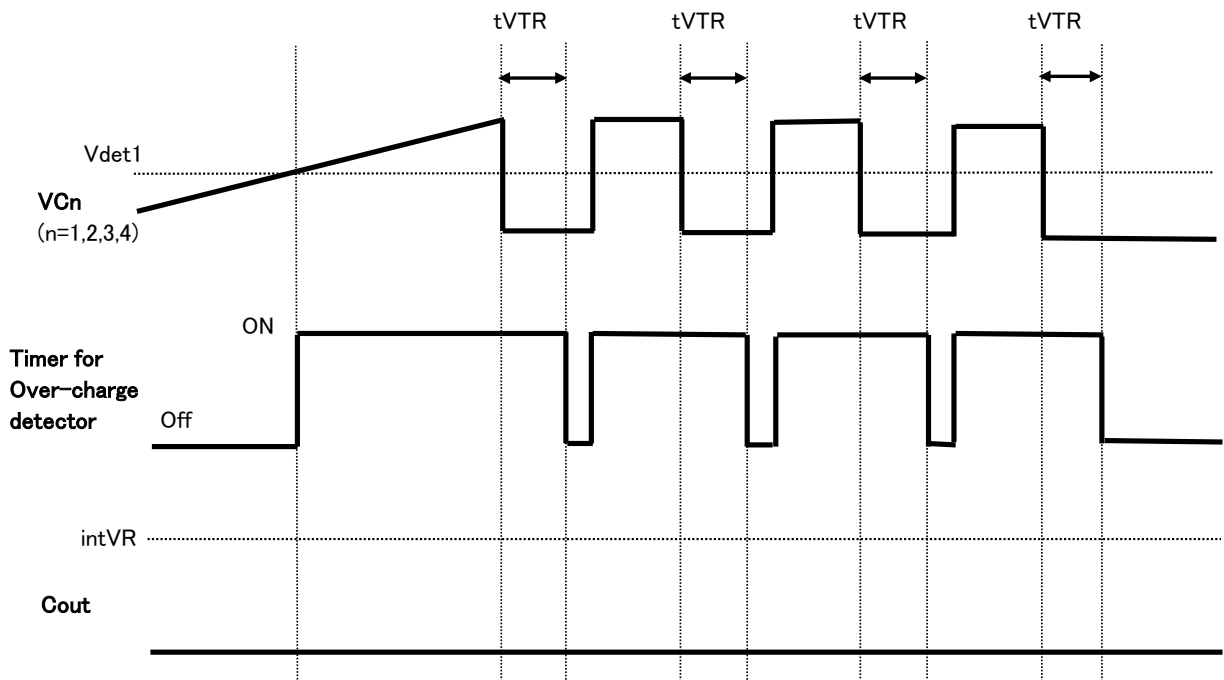 tVTR
tVTR
tVTR
tVTR
Vdet1
VCn
(n=1,2,3,4)
ON
Timer for
Over-charge
detector
Off
intVR
Cout